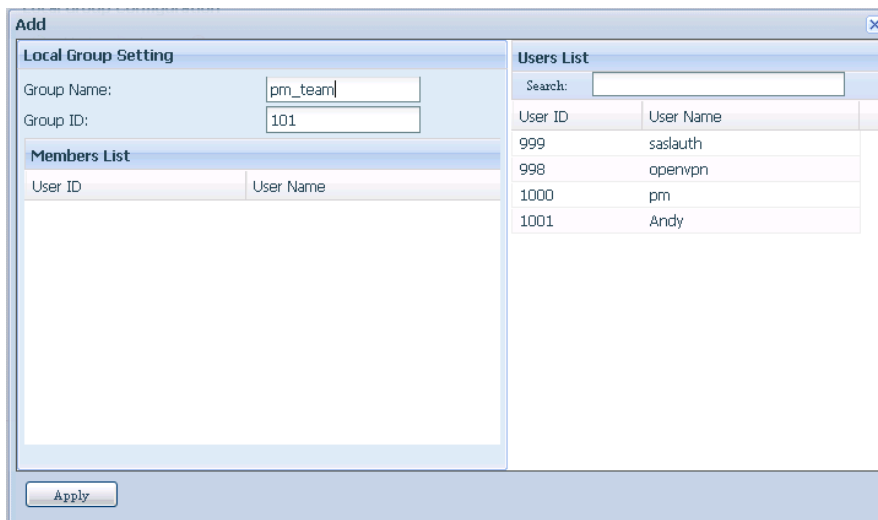 Add
Local Group Setting
Group Name: pm_team
Group ID: 101
Members List
User ID User Name
Users List
Search:
User ID User Name
999 saslauth
998 openvpn
1000 pm
1001 Andy
Apply